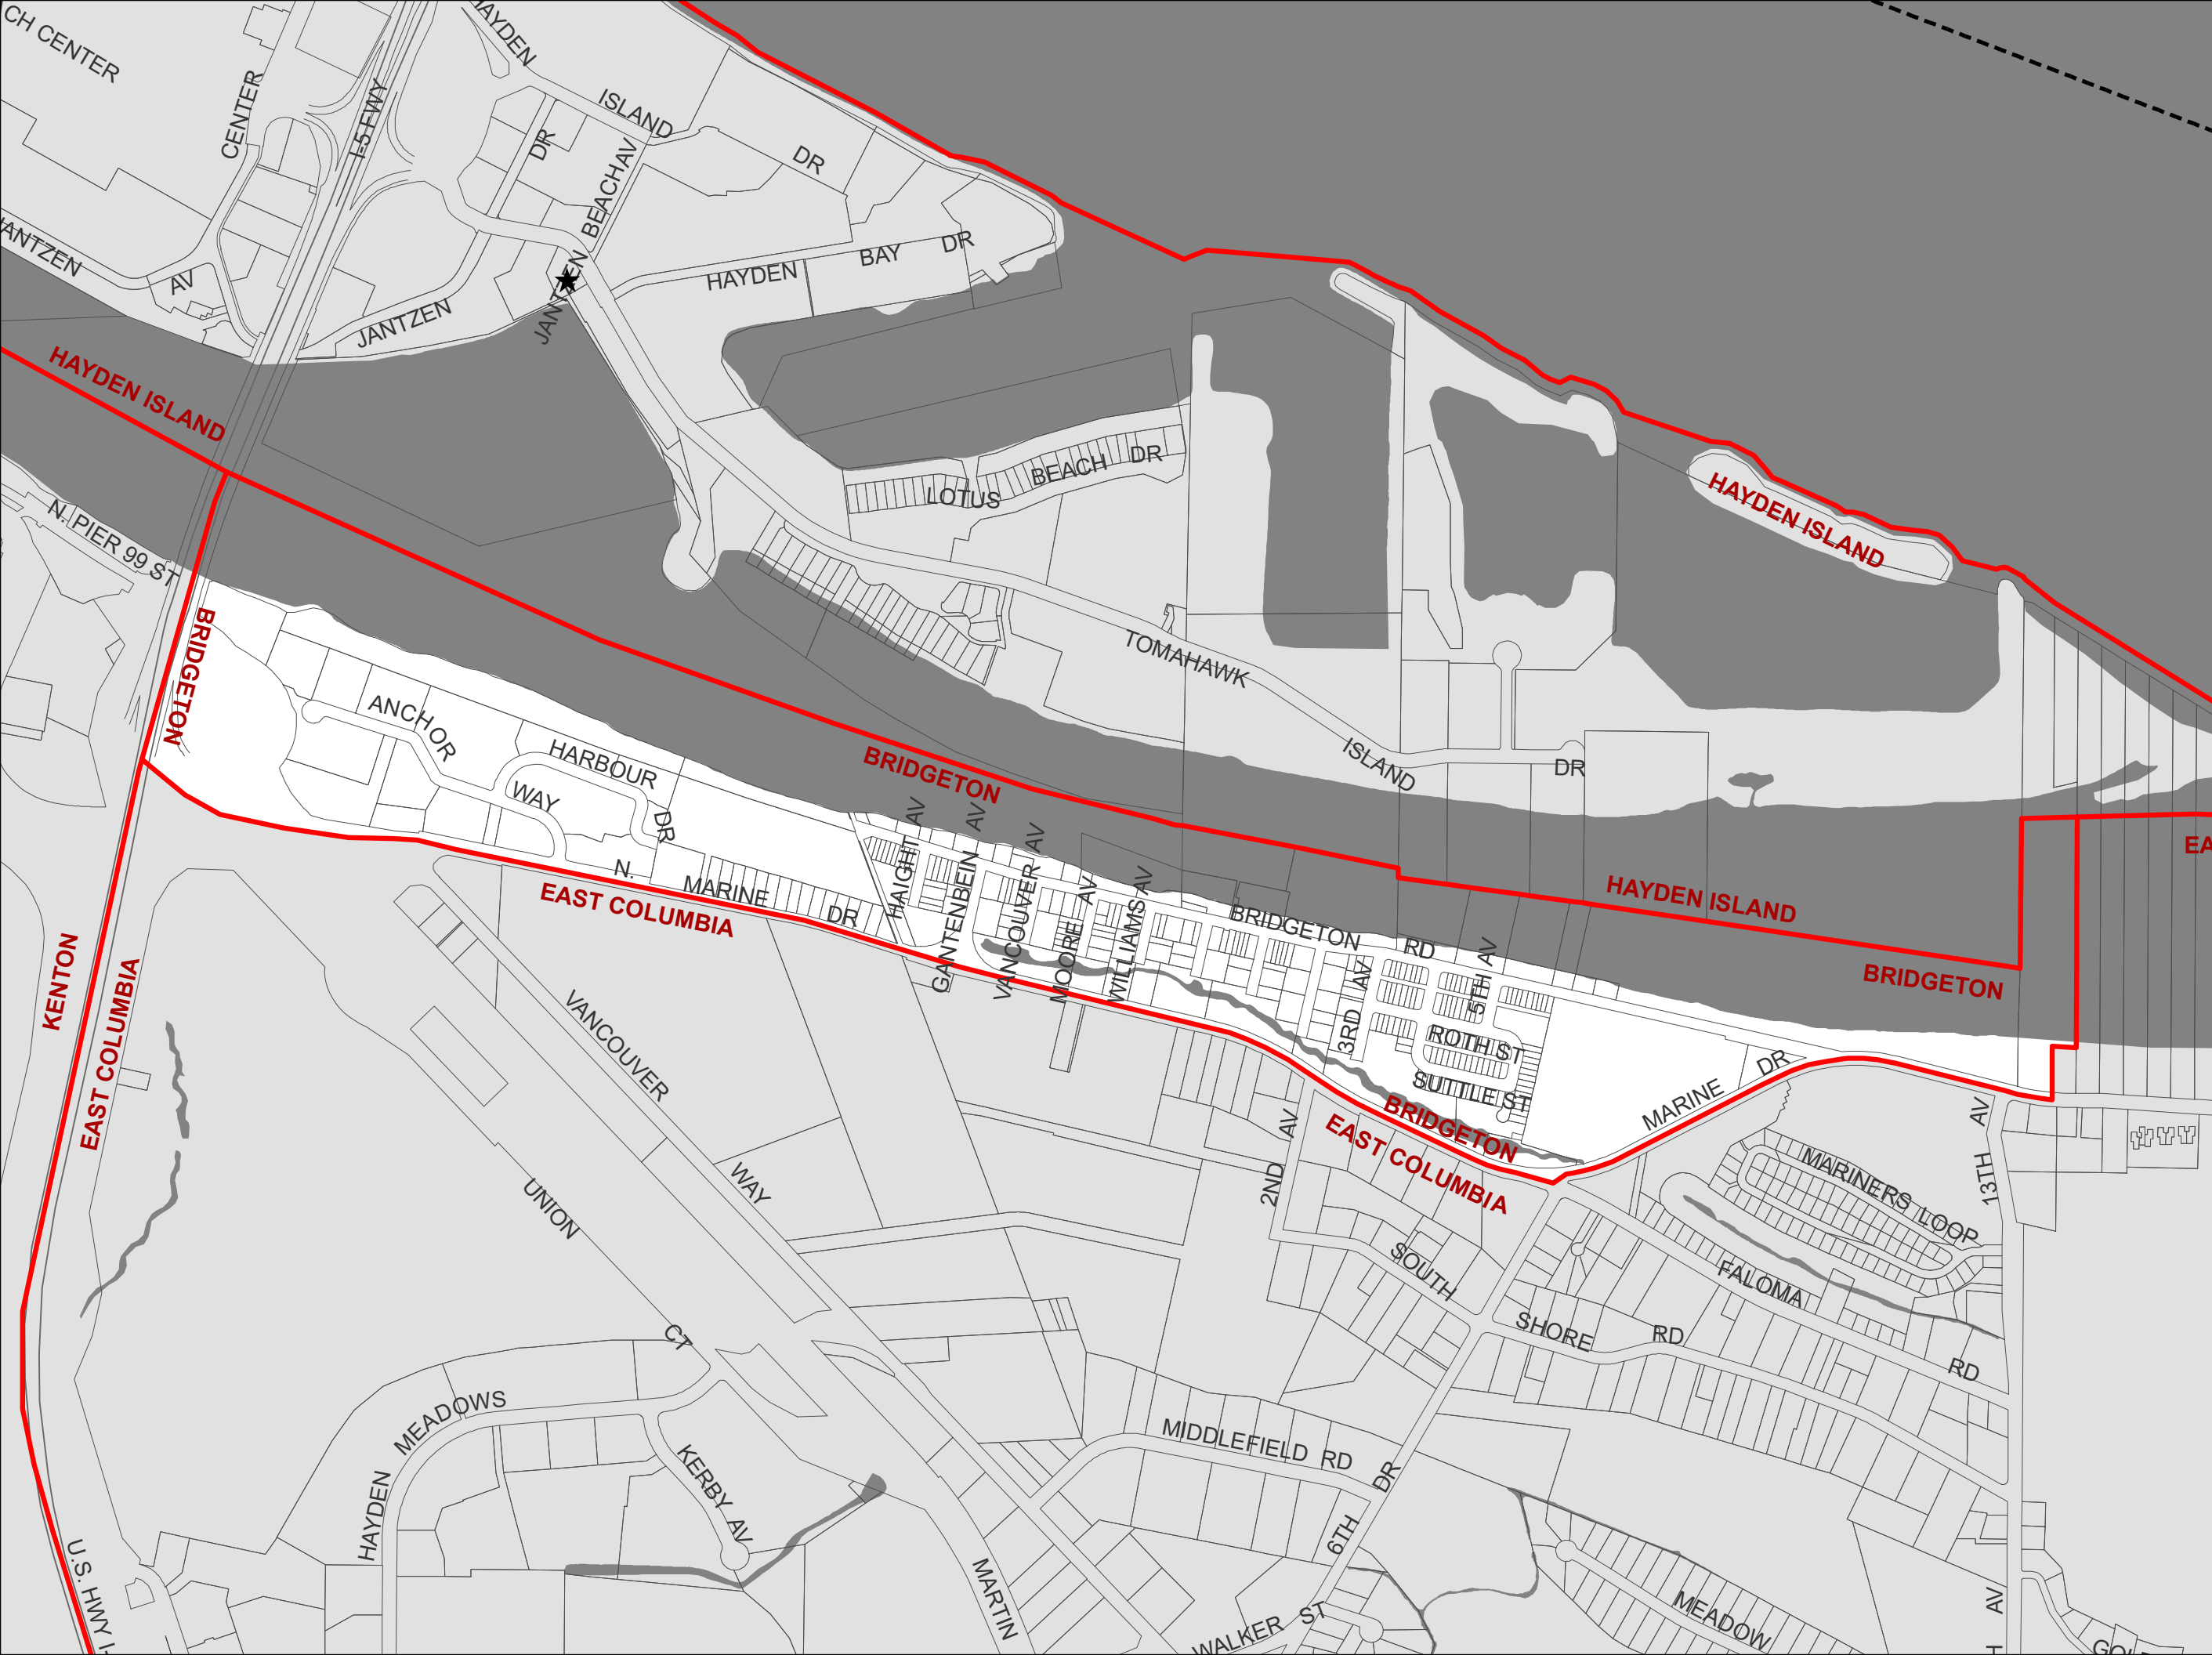 CH CENTER
CENTER
I-5 FWY
HAYDEN
ISLAND
DR
DR
JANTZEN
BEACH AV
JANTZEN
AV
JANTZEN
HAYDEN
BAY
DR
HAYDEN ISLAND
N. PIER 99 ST
LOTUS
BEACH
DR
HAYDEN ISLAND
BRIDGETON
TOMAHAWK
ISLAND
DR
ANCHOR
WAY
HARBOUR
DR
BRIDGETON
N.
MARINE
DR
EAST COLUMBIA
HAIGHT
AV
GANTENBEIN
AV
VANCOUVER
AV
MOORE
AV
WILLIAMS
AV
BRIDGETON
RD
HAYDEN ISLAND
BRIDGETON
EA
3RD
AV
5TH
AV
ROTH ST
SUTTLE ST
BRIDGETON
EAST COLUMBIA
MARINE
DR
KENTON
EAST COLUMBIA
VANCOUVER
WAY
UNION
CT
2ND
AV
SOUTH
SHORE
RD
13TH
AV
MARINERS
LOOP
FALOMA
RD
HAYDEN
MEADOWS
KERBY
AV
MIDDLEFIELD
RD
6TH
DR
MARTIN
WALKER
ST
MEADOW
AV
H
GOL
U.S. HWY I-